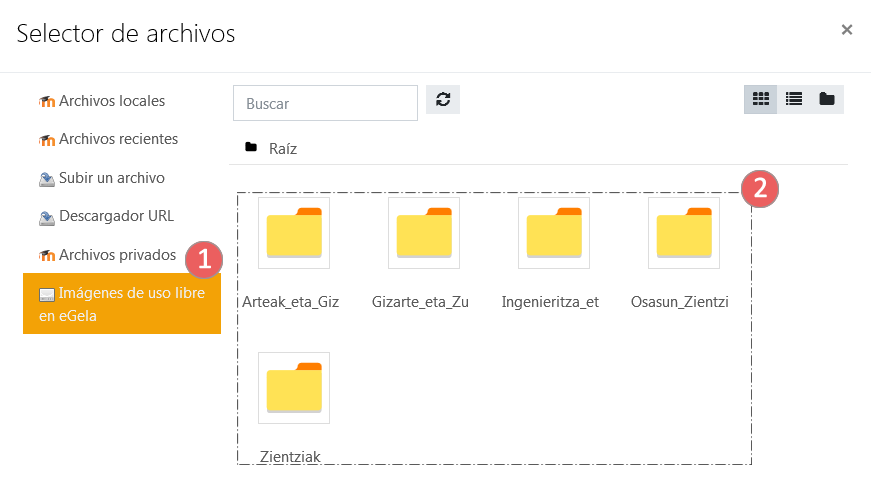 Selector de archivos
×
Archivos locales
Archivos recientes
Subir un archivo
Descargador URL
Archivos privados
1
Imágenes de uso libre
en eGela
Buscar
Raíz
2
Arteak_eta_Giz
Gizarte_eta_Zu
Ingenieritza_et
Osasun_Zientzi
Zientziak